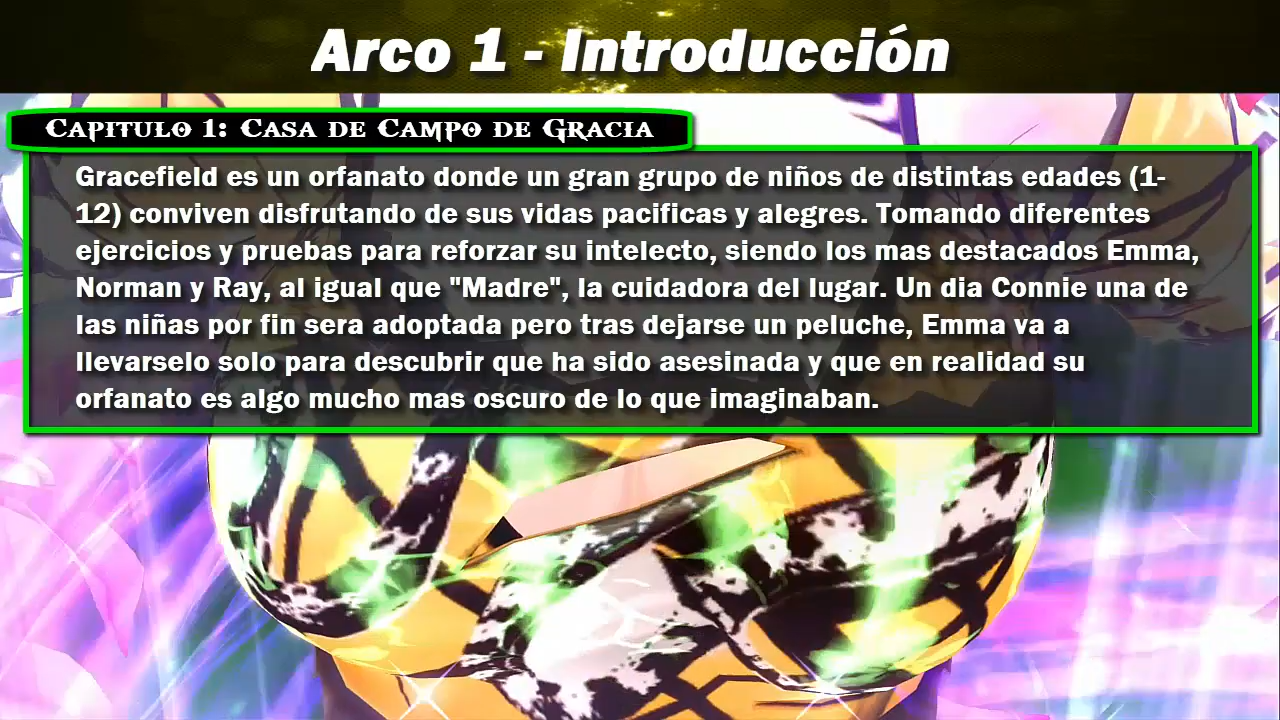 Arco 1 - Introducción
Capitulo 1: Casa de Campo de Gracia
Gracefield es un orfanato donde un gran grupo de niños de distintas edades (1-
12) conviven disfrutando de sus vidas pacificas y alegres. Tomando diferentes
ejercicios y pruebas para reforzar su intelecto, siendo los mas destacados Emma,
Norman y Ray, al igual que "Madre", la cuidadora del lugar. Un dia Connie una de
las niñas por fin sera adoptada pero tras dejarse un peluche, Emma va a
llevarselo solo para descubrir que ha sido asesinada y que en realidad su
orfanato es algo mucho mas oscuro de lo que imaginaban.